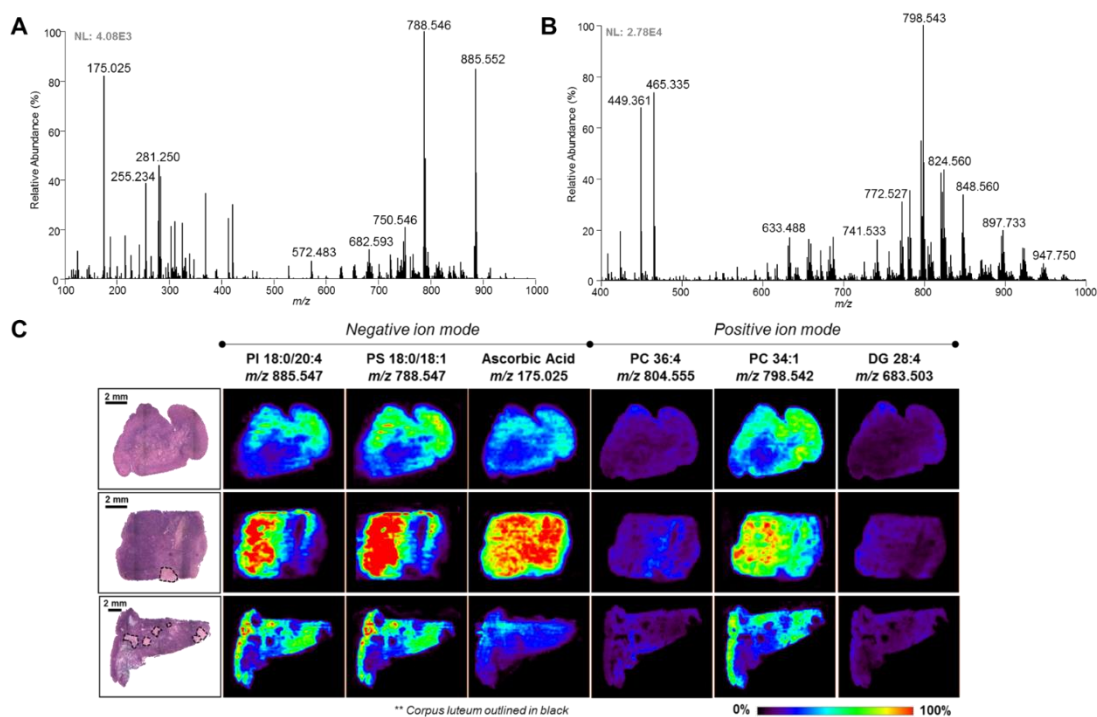 A
NL: 4.08E3
100
80
60
40
20
0
Relative Abundance (%)
175.025
255.234
281.250
572.483
682.593
750.546
788.546
885.552
100 200 300 400 500 600 700 800 900 1000
m/z
B
NL: 2.78E4
100
80
60
40
20
0
Relative Abundance (%)
449.361
465.335
633.488
741.533
772.527
798.543
824.560
848.560
897.733
947.750
400 500 600 700 800 900 1000
m/z
C
Negative ion mode
Positive ion mode
PI 18:0/20:4
m/z 885.547
PS 18:0/18:1
m/z 788.547
Ascorbic Acid
m/z 175.025
PC 36:4
m/z 804.555
PC 34:1
m/z 798.542
DG 28:4
m/z 683.503
2 mm
2 mm
2 mm
** Corpus luteum outlined in black
0% 100%